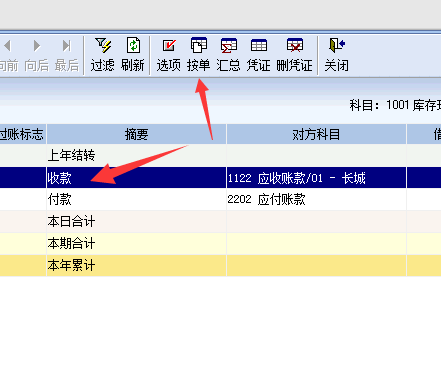 向前 向后 最后 过滤 刷新 选项 按单 汇总 凭证 删凭证 关闭
科目: 1001 库存现
过账标志 摘要 对方科目 借
上年结转
收款 1122 应收账款/01 - 长城
付款 2202 应付账款
本日合计
本期合计
本年累计